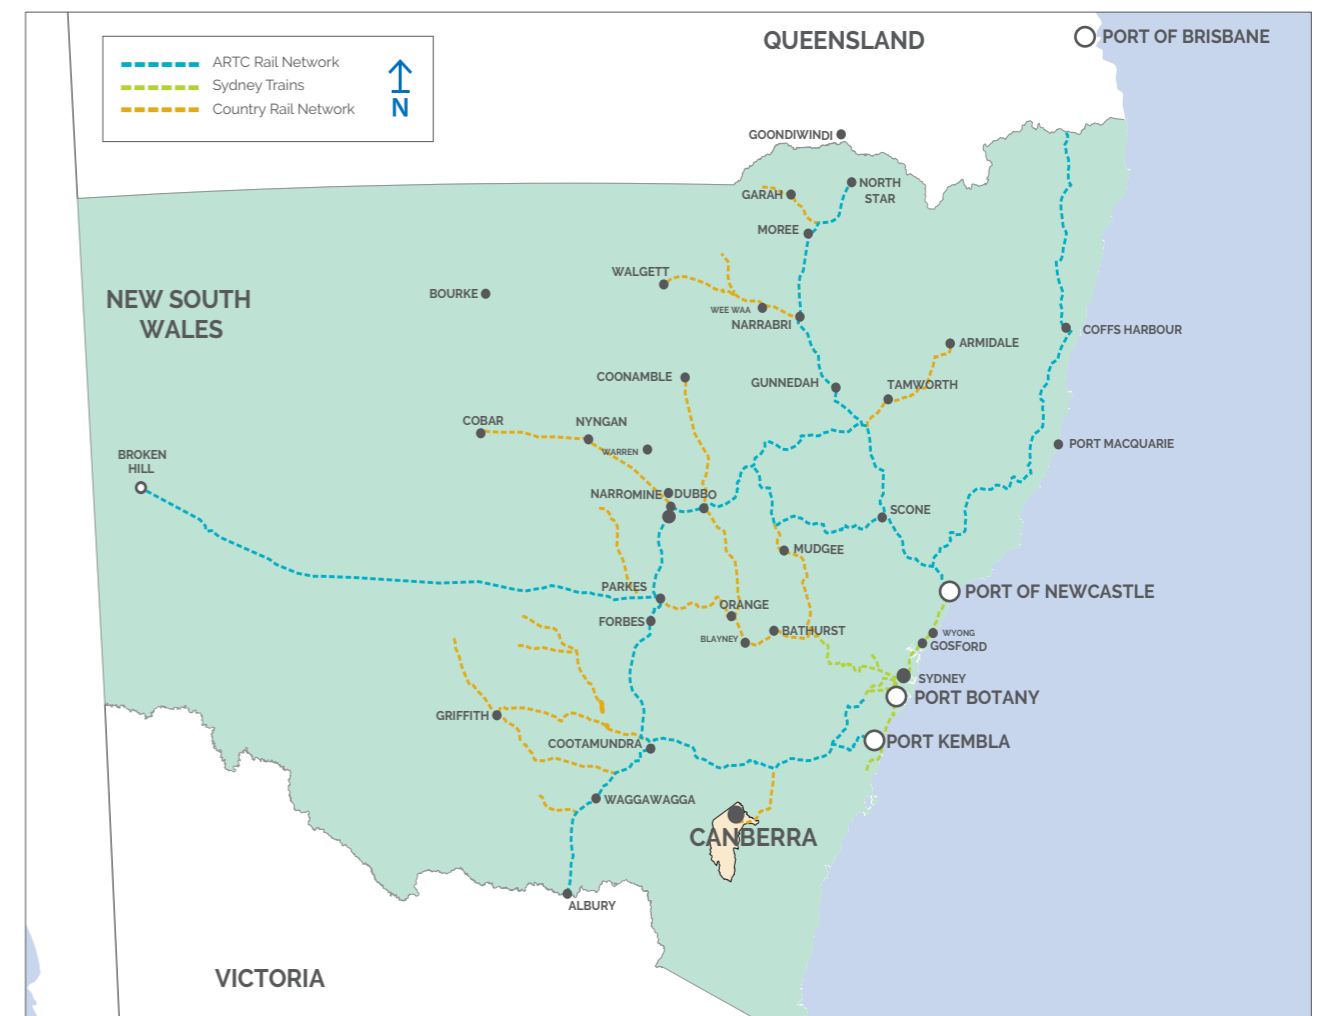 QUEENSLAND
PORT OF BRISBANE
ARTC Rail Network
Sydney Trains
Country Rail Network
N
GOONDIWINDI
NORTH
STAR
GARAH
MOREE
WALGETT
BOURKE
NEW SOUTH
WALES
WEE WAA
NARRABRI
COFFS HARBOUR
ARMIDALE
COONAMBLE
GUNNEDAH
TAMWORTH
COBAR
NYNGAN
WARREN
PORT MACQUARIE
BROKEN
HILL
NARROMINE
DUBBO
SCONE
MUDGEE
PARKES
PORT OF NEWCASTLE
ORANGE
FORBES
BATHURST
BLAYNEY
WYONG
GOSFORD
SYDNEY
PORT BOTANY
GRIFFITH
COOTAMUNDRA
PORT KEMBLA
WAGGAWAGGA
CANBERRA
ALBURY
VICTORIA